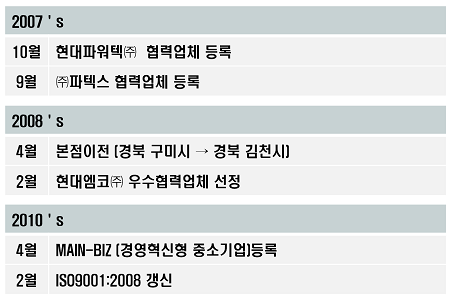 2007 ' s
10월 현대파워텍㈜ 협력업체 등록
9월 ㈜파텍스 협력업체 등록
2008 ' s
4월 본점이전 (경북 구미시 → 경북 김천시)
2월 현대엠코㈜ 우수협력업체 선정
2010 ' s
4월 MAIN-BIZ (경영혁신형 중소기업)등록
2월 ISO9001:2008 갱신